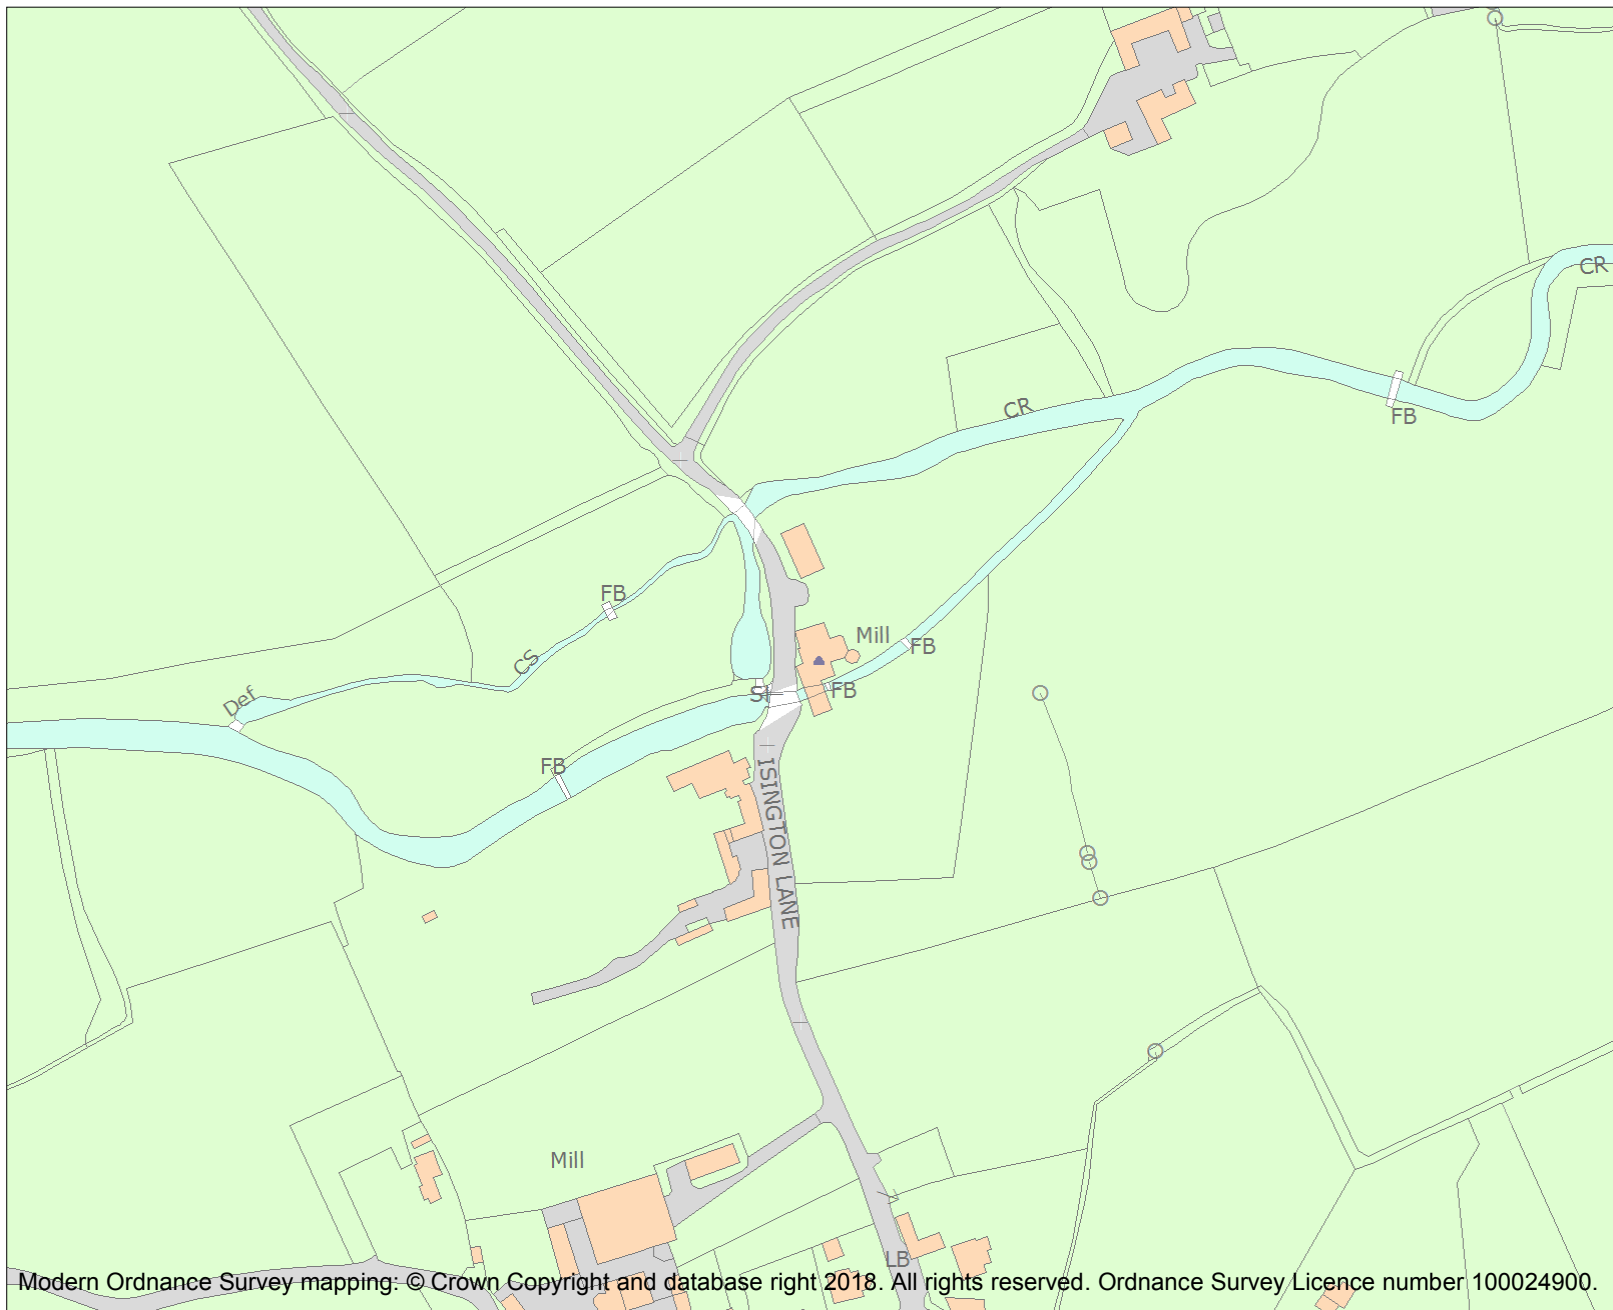 CR
CR
FB
FB
Mill
FB
CS
FB
SI
Def
FB
ISINGTON LANE
Mill
LB
Modern Ordnance Survey mapping: © Crown Copyright and database right 2018. All rights reserved. Ordnance Survey Licence number 100024900.